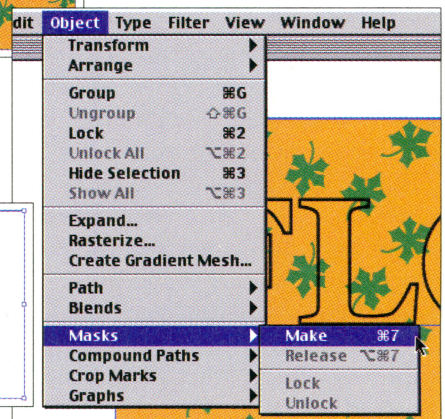 dit Object Type Filter View Window Help
Transform
Arrange
Group ⌘G
Ungroup ⇧⌘G
Lock ⌘2
Unlock All ⌥⌘2
Hide Selection ⌘3
Show All ⌥⌘3
Expand...
Rasterize...
Create Gradient Mesh...
Path
Blends
Masks
Compound Paths
Crop Marks
Graphs
Make ⌘7
Release ⌥⌘7
Lock
Unlock
FLO